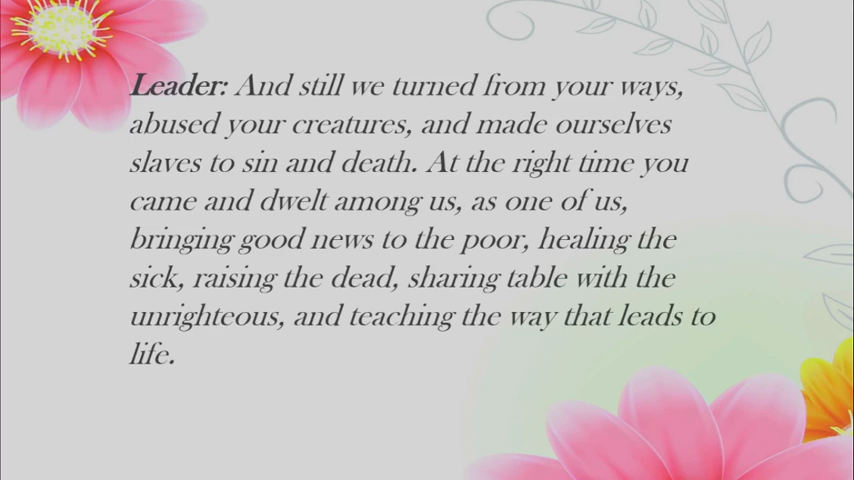 Leader: And still we turned from your ways,
abused your creatures, and made ourselves
slaves to sin and death. At the right time you
came and dwelt among us, as one of us,
bringing good news to the poor, healing the
sick, raising the dead, sharing table with the
unrighteous, and teaching the way that leads to
life.